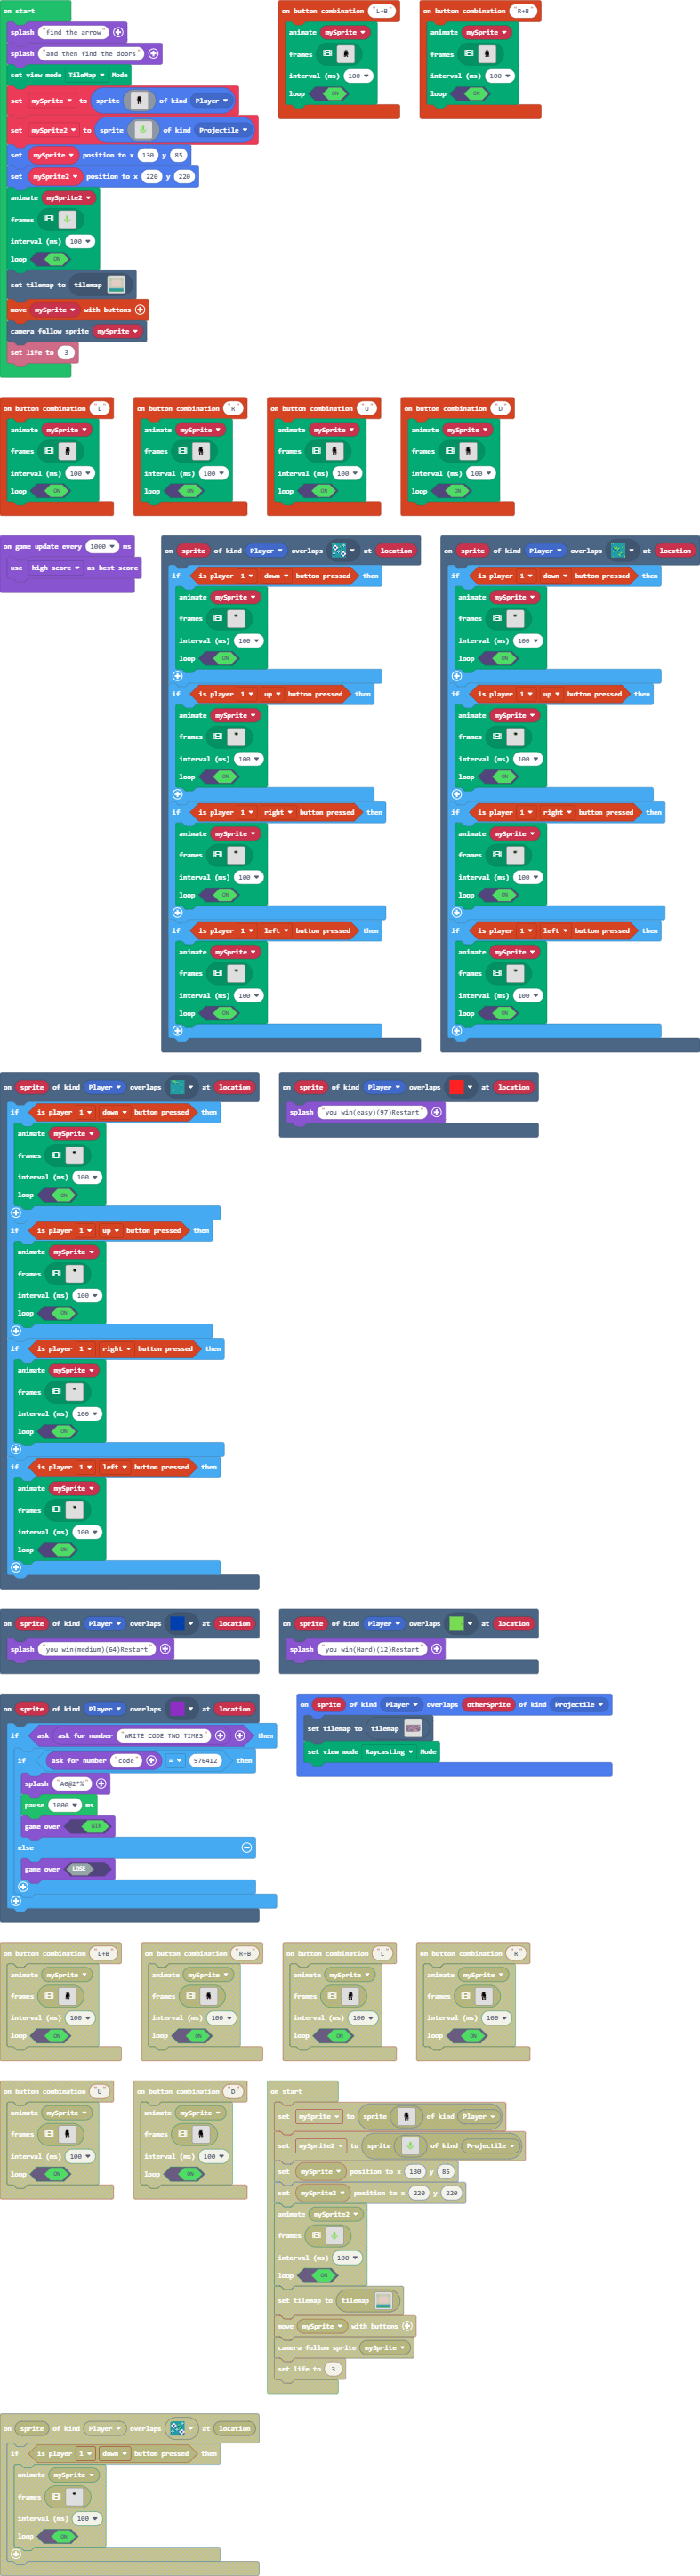 on start
splash "find the arrow"
splash "and then find the doors"
set view mode TileMap Mode
set mySprite to sprite of kind Player
set mySprite2 to sprite of kind Projectile
set mySprite position to x 130 y 85
set mySprite2 position to x 220 y 220
animate mySprite2
frames
interval (ms) 100
loop ON
set tilemap to tilemap
move mySprite with buttons
camera follow sprite mySprite
set life to 3
on button combination "L+B"
animate mySprite
frames
interval (ms) 100
loop ON
on button combination "R+B"
animate mySprite
frames
interval (ms) 100
loop ON
on button combination "L"
animate mySprite
frames
interval (ms) 100
loop ON
on button combination "R"
animate mySprite
frames
interval (ms) 100
loop ON
on button combination "U"
animate mySprite
frames
interval (ms) 100
loop ON
on button combination "D"
animate mySprite
frames
interval (ms) 100
loop ON
on game update every 1000 ms
use high score as best score
on sprite of kind Player overlaps at location
if is player 1 down button pressed then
animate mySprite
frames
interval (ms) 100
loop ON
if is player 1 up button pressed then
animate mySprite
frames
interval (ms) 100
loop ON
if is player 1 right button pressed then
animate mySprite
frames
interval (ms) 100
loop ON
if is player 1 left button pressed then
animate mySprite
frames
interval (ms) 100
loop ON
on sprite of kind Player overlaps at location
if is player 1 down button pressed then
animate mySprite
frames
interval (ms) 100
loop ON
if is player 1 up button pressed then
animate mySprite
frames
interval (ms) 100
loop ON
if is player 1 right button pressed then
animate mySprite
frames
interval (ms) 100
loop ON
if is player 1 left button pressed then
animate mySprite
frames
interval (ms) 100
loop ON
on sprite of kind Player overlaps at location
if is player 1 down button pressed then
animate mySprite
frames
interval (ms) 100
loop ON
if is player 1 up button pressed then
animate mySprite
frames
interval (ms) 100
loop ON
if is player 1 right button pressed then
animate mySprite
frames
interval (ms) 100
loop ON
if is player 1 left button pressed then
animate mySprite
frames
interval (ms) 100
loop ON
on sprite of kind Player overlaps at location
splash "you win(easy)(97)Restart"
on sprite of kind Player overlaps at location
splash "you win(medium)(64)Restart"
on sprite of kind Player overlaps at location
splash "you win(Hard)(12)Restart"
on sprite of kind Player overlaps at location
if ask ask for number "WRITE CODE TWO TIMES" then
if ask for number "code" = 976412 then
splash "A0@2*%"
pause 1000 ms
game over WIN
else
game over LOSE
on sprite of kind Player overlaps otherSprite of kind Projectile
set tilemap to tilemap
set view mode Raycasting Mode
on button combination "L+B"
animate mySprite
frames
interval (ms) 100
loop ON
on button combination "R+B"
animate mySprite
frames
interval (ms) 100
loop ON
on button combination "L"
animate mySprite
frames
interval (ms) 100
loop ON
on button combination "R"
animate mySprite
frames
interval (ms) 100
loop ON
on button combination "U"
animate mySprite
frames
interval (ms) 100
loop ON
on button combination "D"
animate mySprite
frames
interval (ms) 100
loop ON
on start
set mySprite to sprite of kind Player
set mySprite2 to sprite of kind Projectile
set mySprite position to x 130 y 85
set mySprite2 position to x 220 y 220
animate mySprite2
frames
interval (ms) 100
loop ON
set tilemap to tilemap
move mySprite with buttons
camera follow sprite mySprite
set life to 3
on sprite of kind Player overlaps at location
if is player 1 down button pressed then
animate mySprite
frames
interval (ms) 100
loop ON